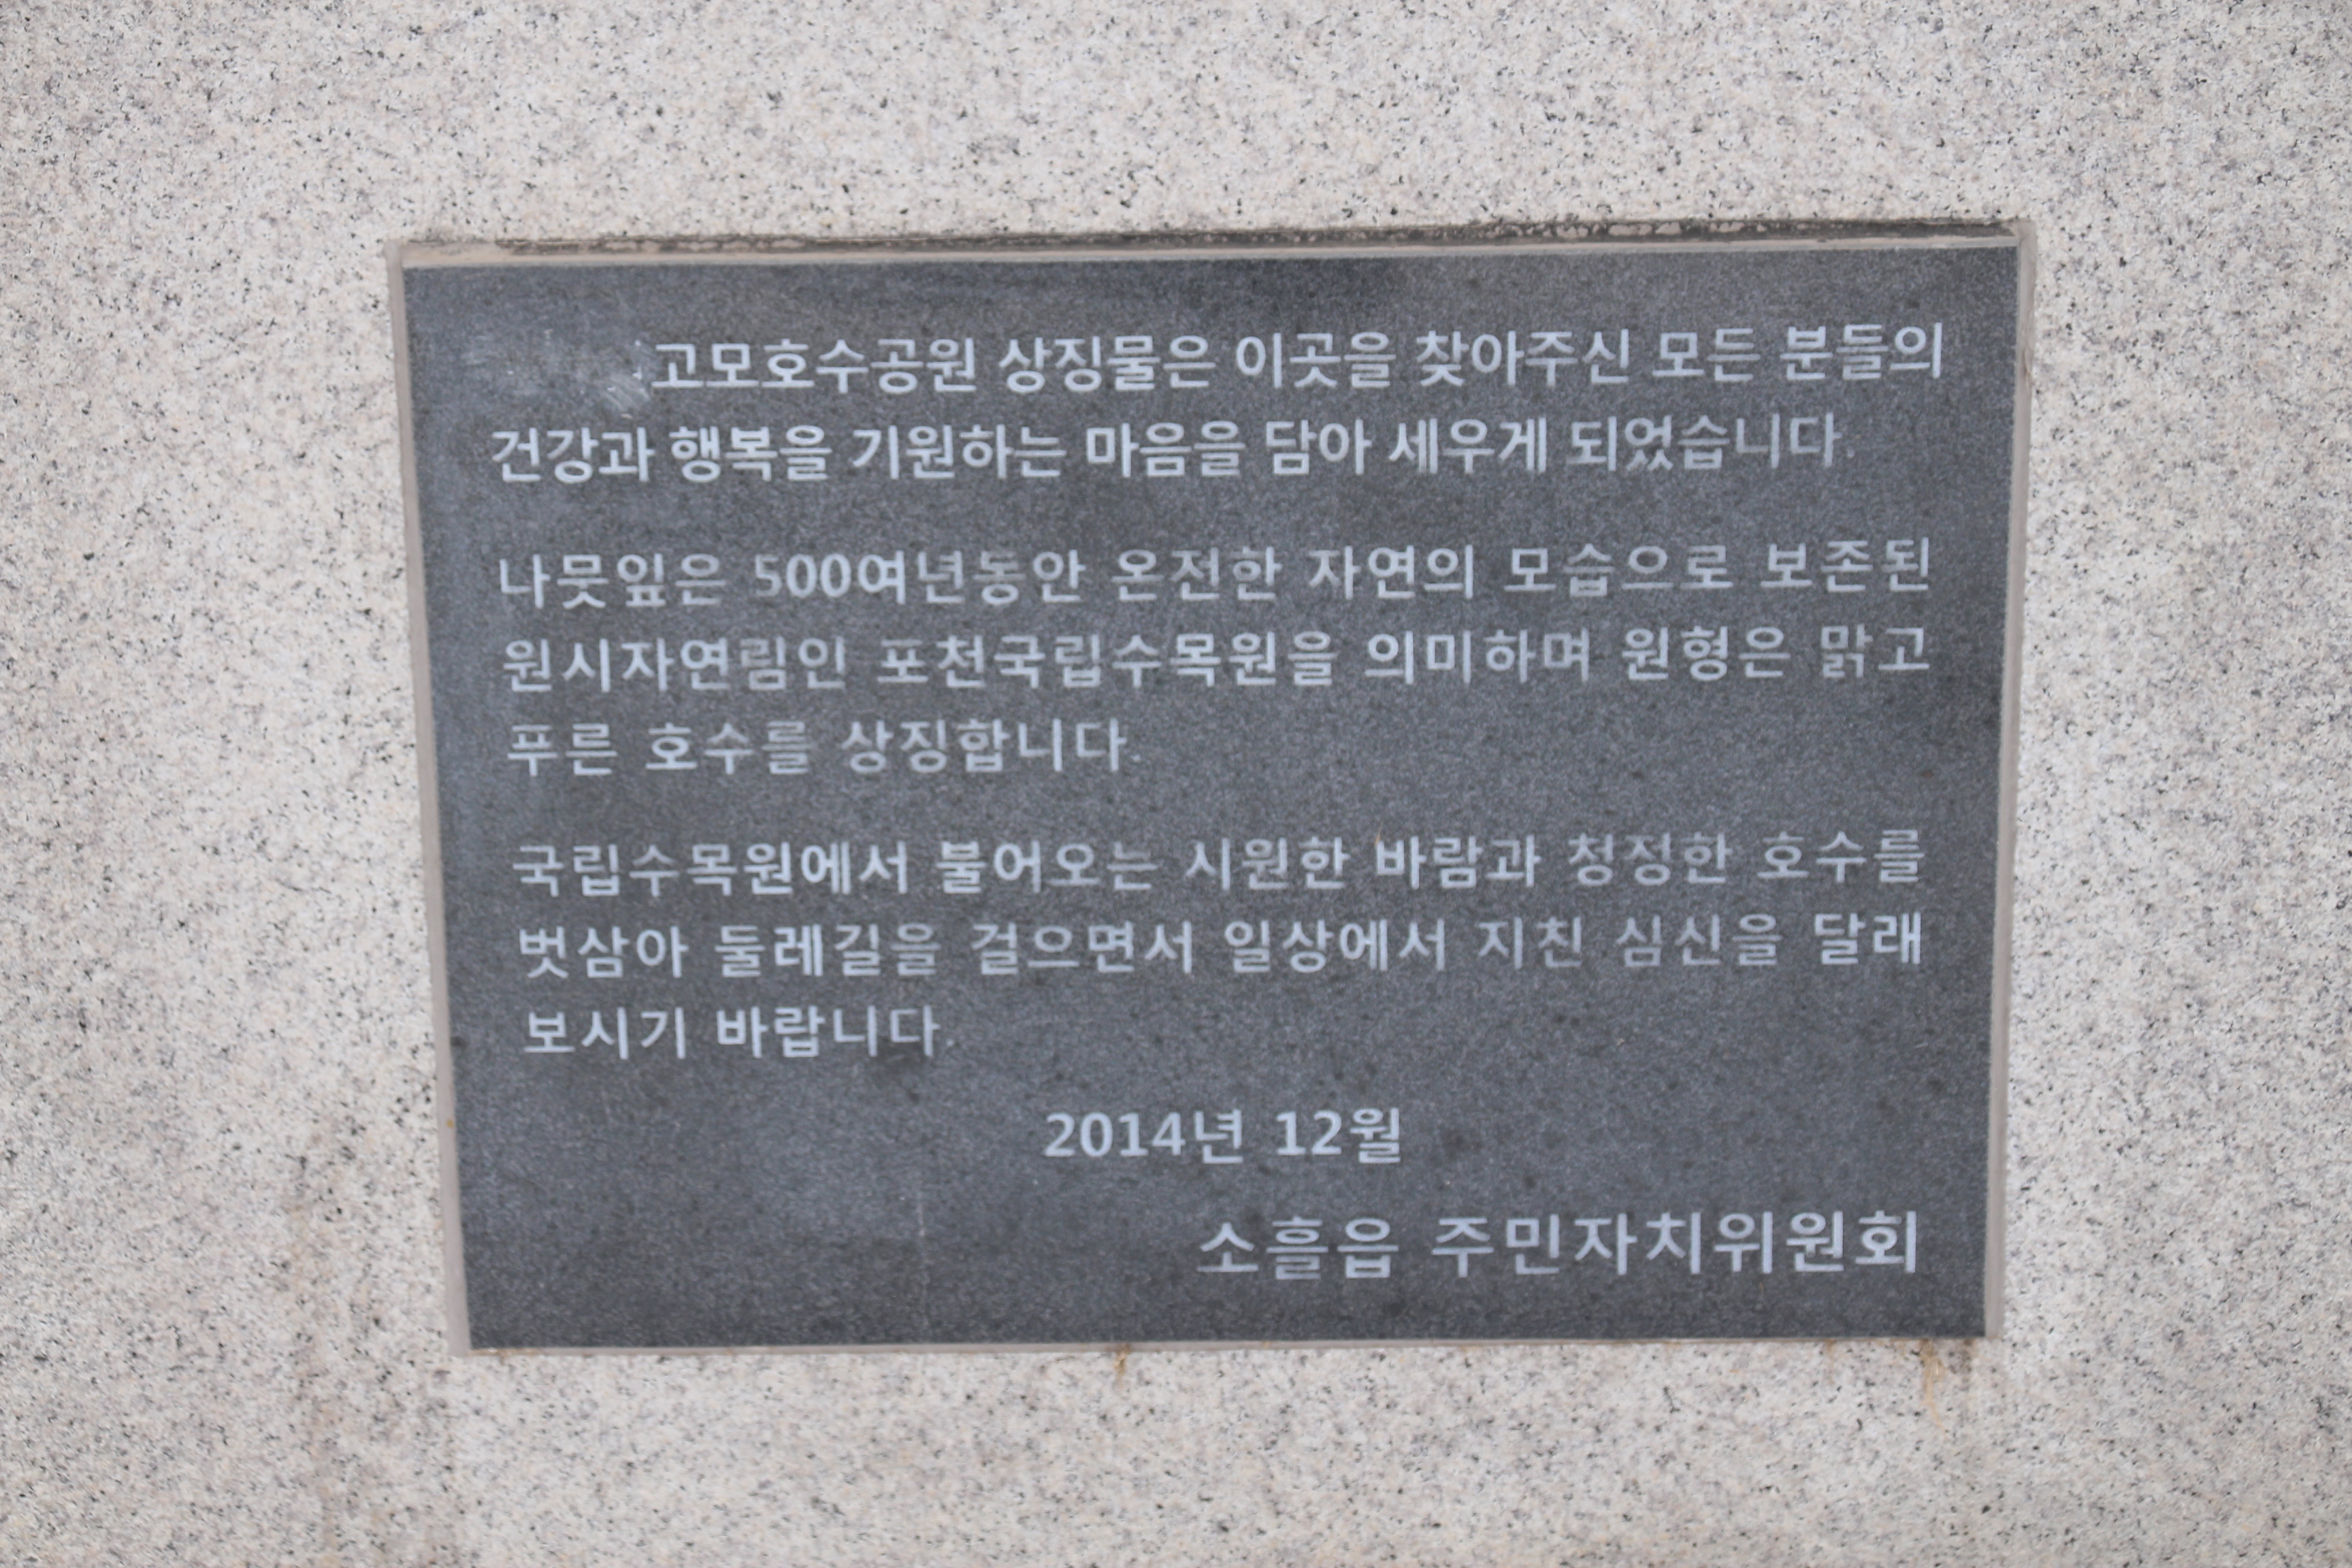 고모호수공원 상징물은 이곳을 찾아주신 모든 분들의
건강과 행복을 기원하는 마음을 담아 세우게 되었습니다.
나뭇잎은 500여년동안 온전한 자연의 모습으로 보존된
원시자연림인 포천국립수목원을 의미하며 원형은 맑고
푸른 호수를 상징합니다.
국립수목원에서 불어오는 시원한 바람과 청정한 호수를
벗삼아 둘레길을 걸으면서 일상에서 지친 심신을 달래
보시기 바랍니다.
2014년 12월
소흘읍 주민자치위원회